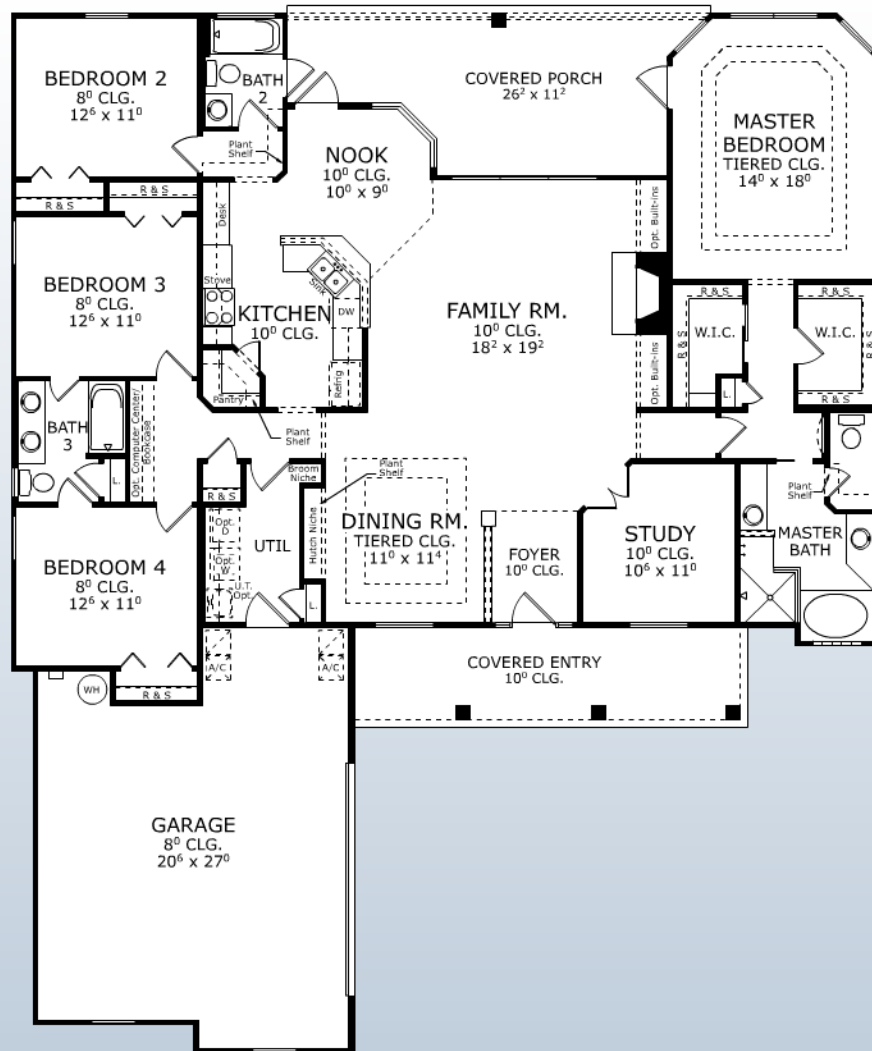 BEDROOM 2
8⁰ CLG.
12⁶ x 11⁰
BATH
2
Plant
Shelf
COVERED PORCH
26² x 11²
MASTER
BEDROOM
TIERED CLG.
14⁰ x 18⁰
NOOK
10⁰ CLG.
10⁰ x 9⁰
R & S
R & S
Desk
Opt. Built-ins
BEDROOM 3
8⁰ CLG.
12⁶ x 11⁰
Stove
Sink
KITCHEN
10⁰ CLG.
DW
Refrig
Pantry
Plant
Shelf
FAMILY RM.
10⁰ CLG.
18² x 19²
Opt. Built-ins
R & S
R & S
W.I.C.
L.
R & S
W.I.C.
R & S
R & S
BATH
3
L.
Opt. Computer Center/
Bookcase
R & S
Broom
Niche
Plant
Shelf
Hutch Niche
DINING RM.
TIERED CLG.
11⁰ x 11⁴
FOYER
10⁰ CLG.
STUDY
10⁰ CLG.
10⁶ x 11⁰
Plant
Shelf
MASTER
BATH
BEDROOM 4
8⁰ CLG.
12⁶ x 11⁰
Opt.
D
Opt.
W
U.T.
Opt.
UTIL
L.
R & S
WH
A/C
A/C
COVERED ENTRY
10⁰ CLG.
GARAGE
8⁰ CLG.
20⁶ x 27⁰